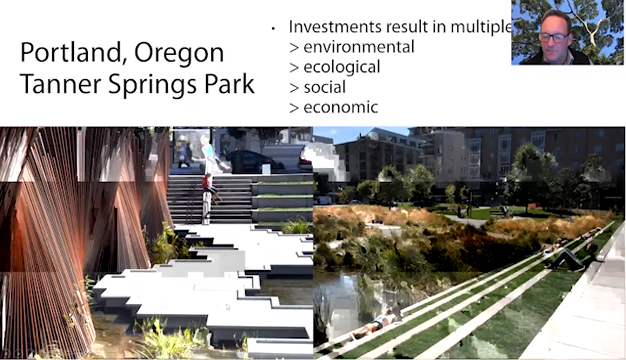 Portland, Oregon
Tanner Springs Park
• Investments result in multiple
> environmental
> ecological
> social
> economic